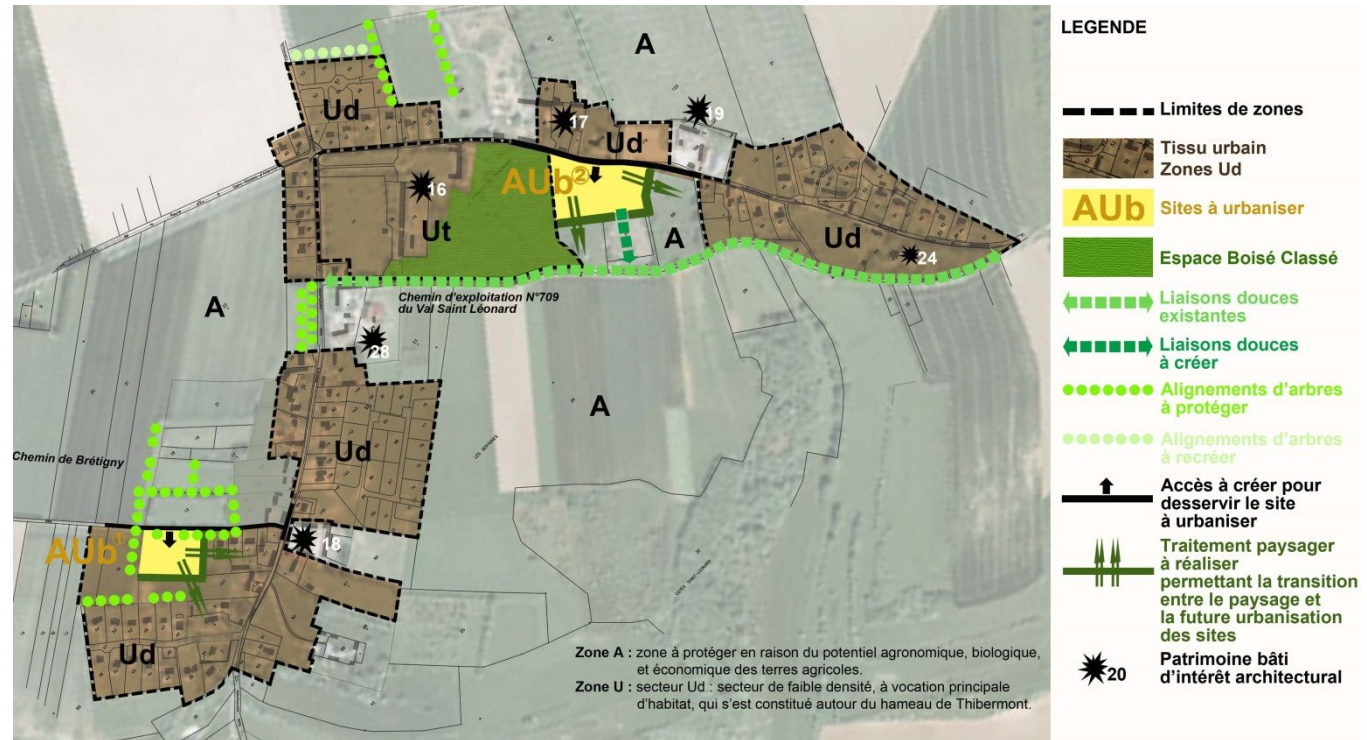 A
Ud
17
19
Ud
16
AUb②
Ut
A
Ud
24
A
Chemin d'exploitation N°709
du Val Saint Léonard
28
A
Ud
Chemin de Brétigny
AUb①
18
Ud
Zone A : zone à protéger en raison du potentiel agronomique, biologique,
et économique des terres agricoles.
Zone U : secteur Ud : secteur de faible densité, à vocation principale
d'habitat, qui s'est constitué autour du hameau de Thibermont.
LEGENDE
Limites de zones
Tissu urbain
Zones Ud
AUb
Sites à urbaniser
Espace Boisé Classé
Liaisons douces
existantes
Liaisons douces
à créer
Alignements d'arbres
à protéger
Alignements d'arbres
à recréer
Accès à créer pour
desservir le site
à urbaniser
Traitement paysager
à réaliser
permettant la transition
entre le paysage et
la future urbanisation
des sites
20
Patrimoine bâti
d'intérêt architectural